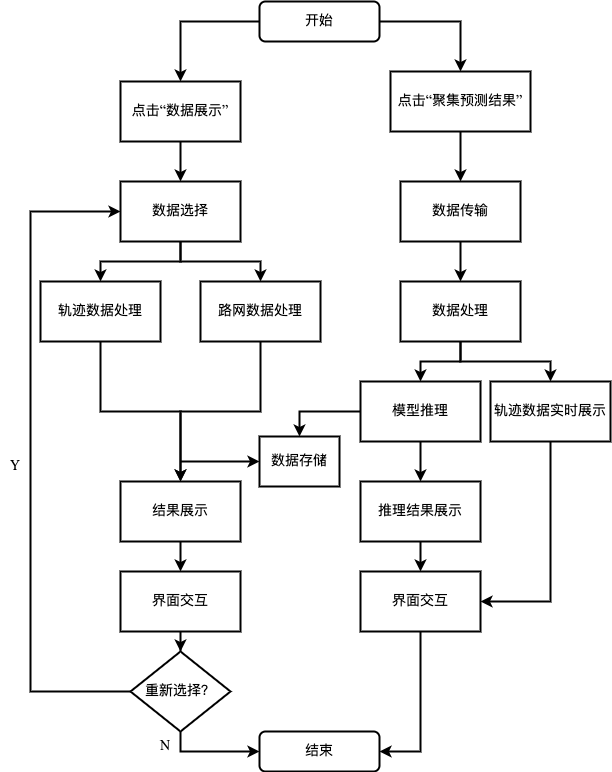 开始
点击“数据展示”
点击“聚集预测结果”
数据选择
数据传输
轨迹数据处理
路网数据处理
数据处理
模型推理
轨迹数据实时展示
数据存储
Y
结果展示
推理结果展示
界面交互
界面交互
重新选择?
N
结束